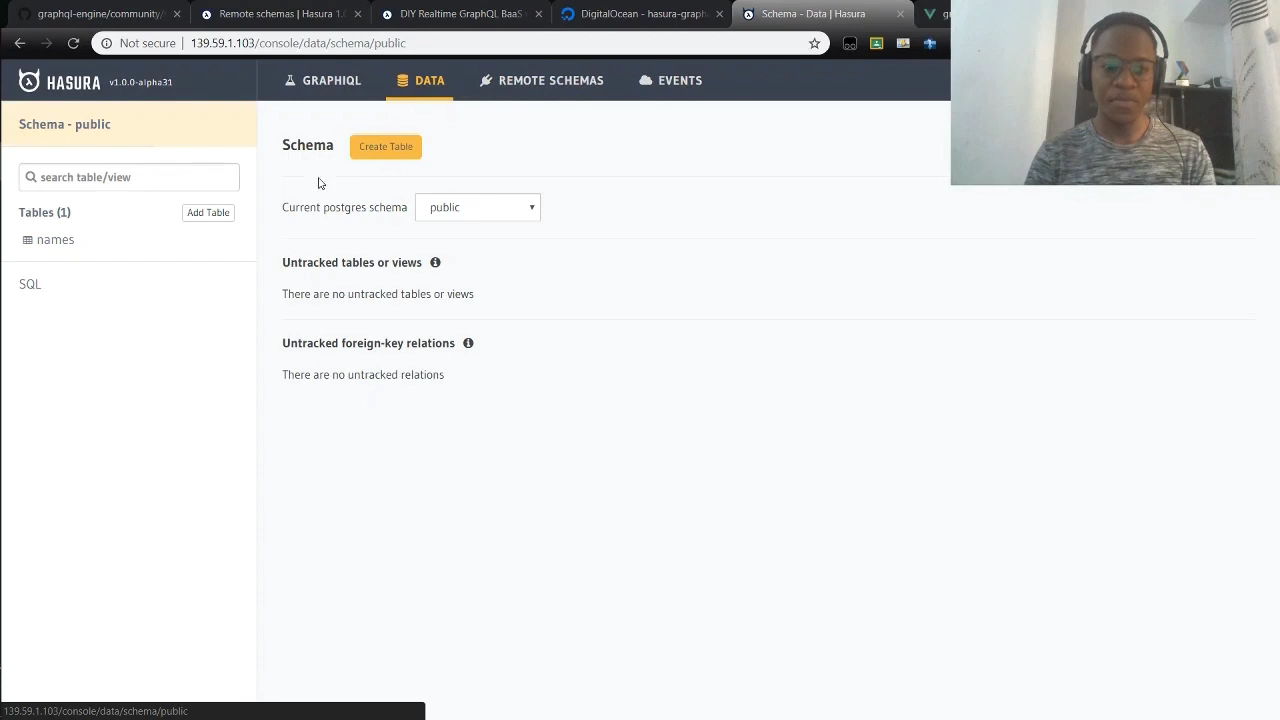 graphql-engine/community/
Remote schemas | Hasura 1.0
DIY Realtime GraphQL BaaS
DigitalOcean - hasura-graph
Schema - Data | Hasura
Not secure
139.59.1.103/console/data/schema/public
HASURA v1.0.0-alpha31
GRAPHIQL
DATA
REMOTE SCHEMAS
EVENTS
Schema - public
search table/view
Tables (1)
Add Table
names
SQL
Schema
Create Table
Current postgres schema
public
Untracked tables or views
There are no untracked tables or views
Untracked foreign-key relations
There are no untracked relations
139.59.1.103/console/data/schema/public